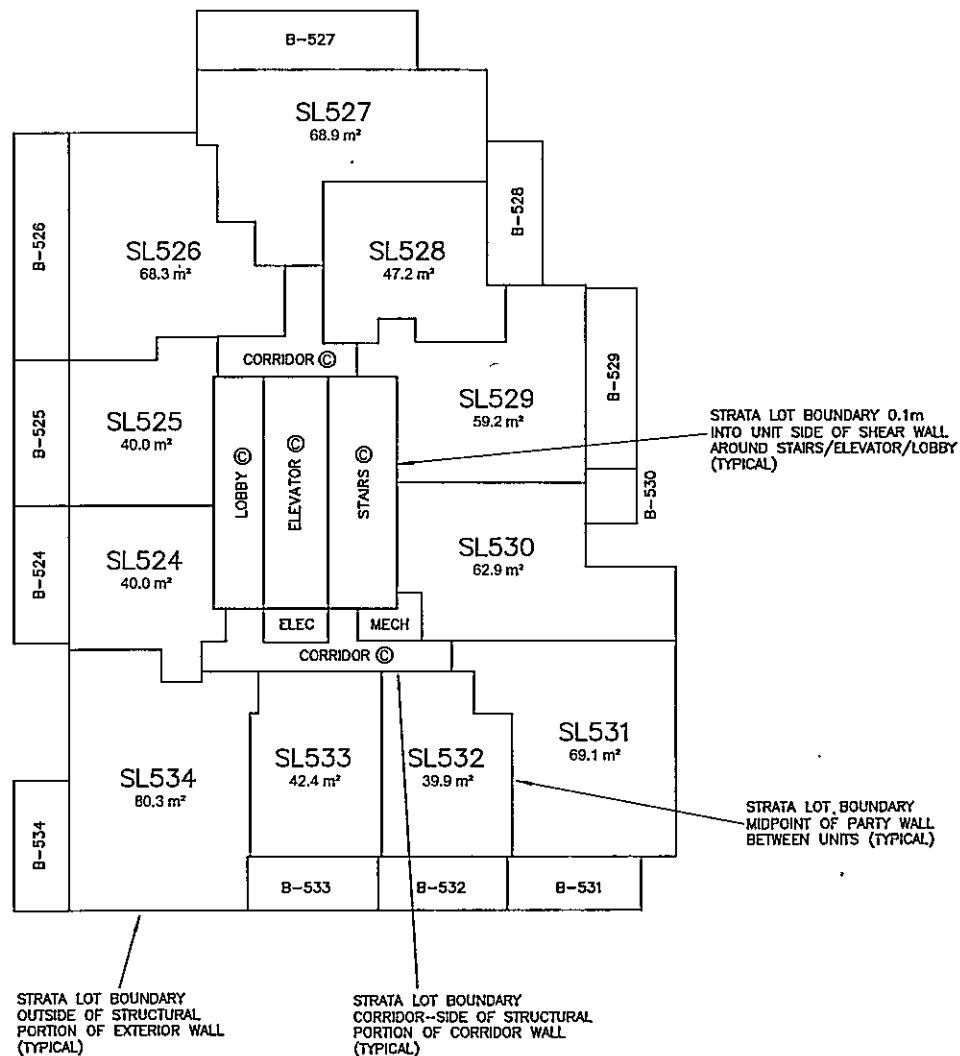 B-527
SL527
68.9 m²
B-528
B-526
SL526
68.3 m²
SL528
47.2 m²
CORRIDOR Ⓒ
B-529
SL529
59.2 m²
STRATA LOT BOUNDARY 0.1m
INTO UNIT SIDE OF SHEAR WALL
AROUND STAIRS/ELEVATOR/LOBBY
(TYPICAL)
B-525
SL525
40.0 m²
LOBBY Ⓒ
ELEVATOR Ⓒ
STAIRS Ⓒ
B-530
SL530
62.9 m²
B-524
SL524
40.0 m²
ELEC
MECH
CORRIDOR Ⓒ
SL531
69.1 m²
SL534
80.3 m²
SL533
42.4 m²
SL532
39.9 m²
STRATA LOT BOUNDARY
MIDPOINT OF PARTY WALL
BETWEEN UNITS (TYPICAL)
B-534
B-533
B-532
B-531
STRATA LOT BOUNDARY
OUTSIDE OF STRUCTURAL
PORTION OF EXTERIOR WALL
(TYPICAL)
STRATA LOT BOUNDARY
CORRIDOR--SIDE OF STRUCTURAL
PORTION OF CORRIDOR WALL
(TYPICAL)